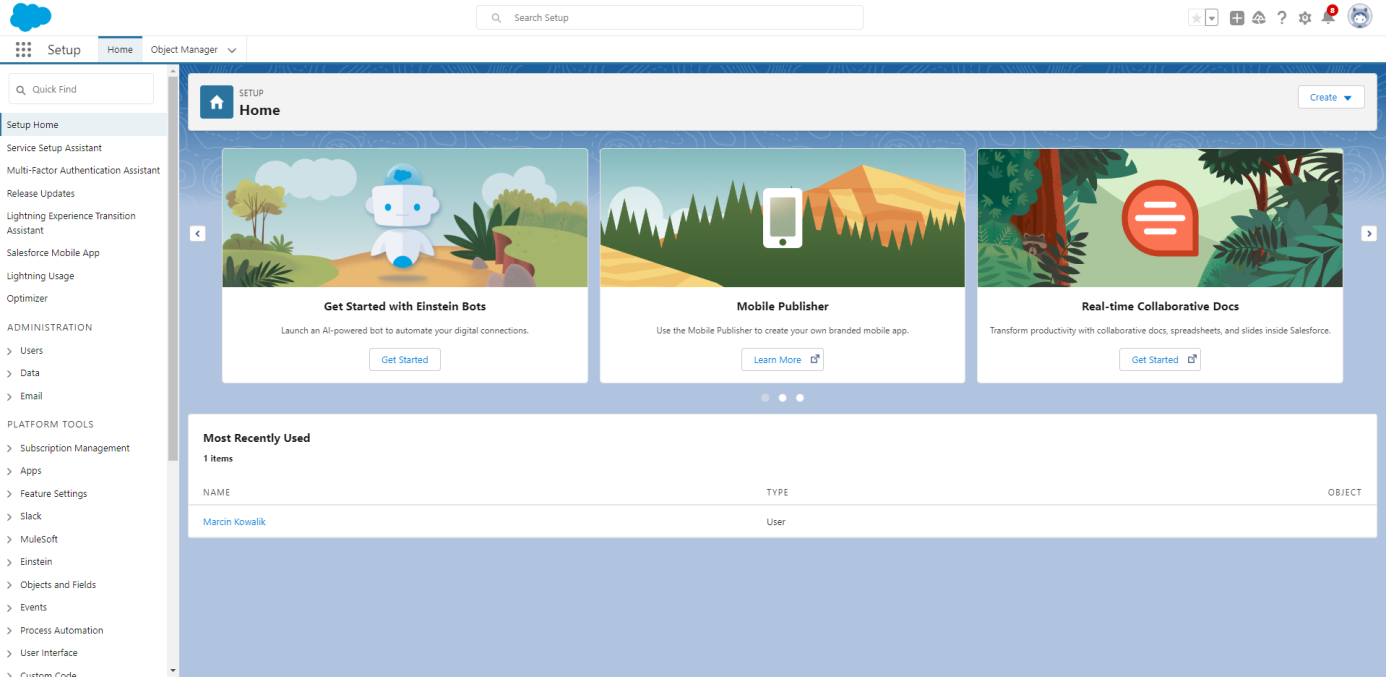 Search Setup
8
Setup
Home
Object Manager
Quick Find
Setup Home
Service Setup Assistant
Multi-Factor Authentication Assistant
Release Updates
Lightning Experience Transition
Assistant
Salesforce Mobile App
Lightning Usage
Optimizer
ADMINISTRATION
Users
Data
Email
PLATFORM TOOLS
Subscription Management
Apps
Feature Settings
Slack
MuleSoft
Einstein
Objects and Fields
Events
Process Automation
User Interface
Custom Code
SETUP
Home
Create
Get Started with Einstein Bots
Launch an AI-powered bot to automate your digital connections.
Get Started
Mobile Publisher
Use the Mobile Publisher to create your own branded mobile app.
Learn More
Real-time Collaborative Docs
Transform productivity with collaborative docs, spreadsheets, and slides inside Salesforce.
Get Started
Most Recently Used
1 items
NAME TYPE OBJECT
Marcin Kowalik User